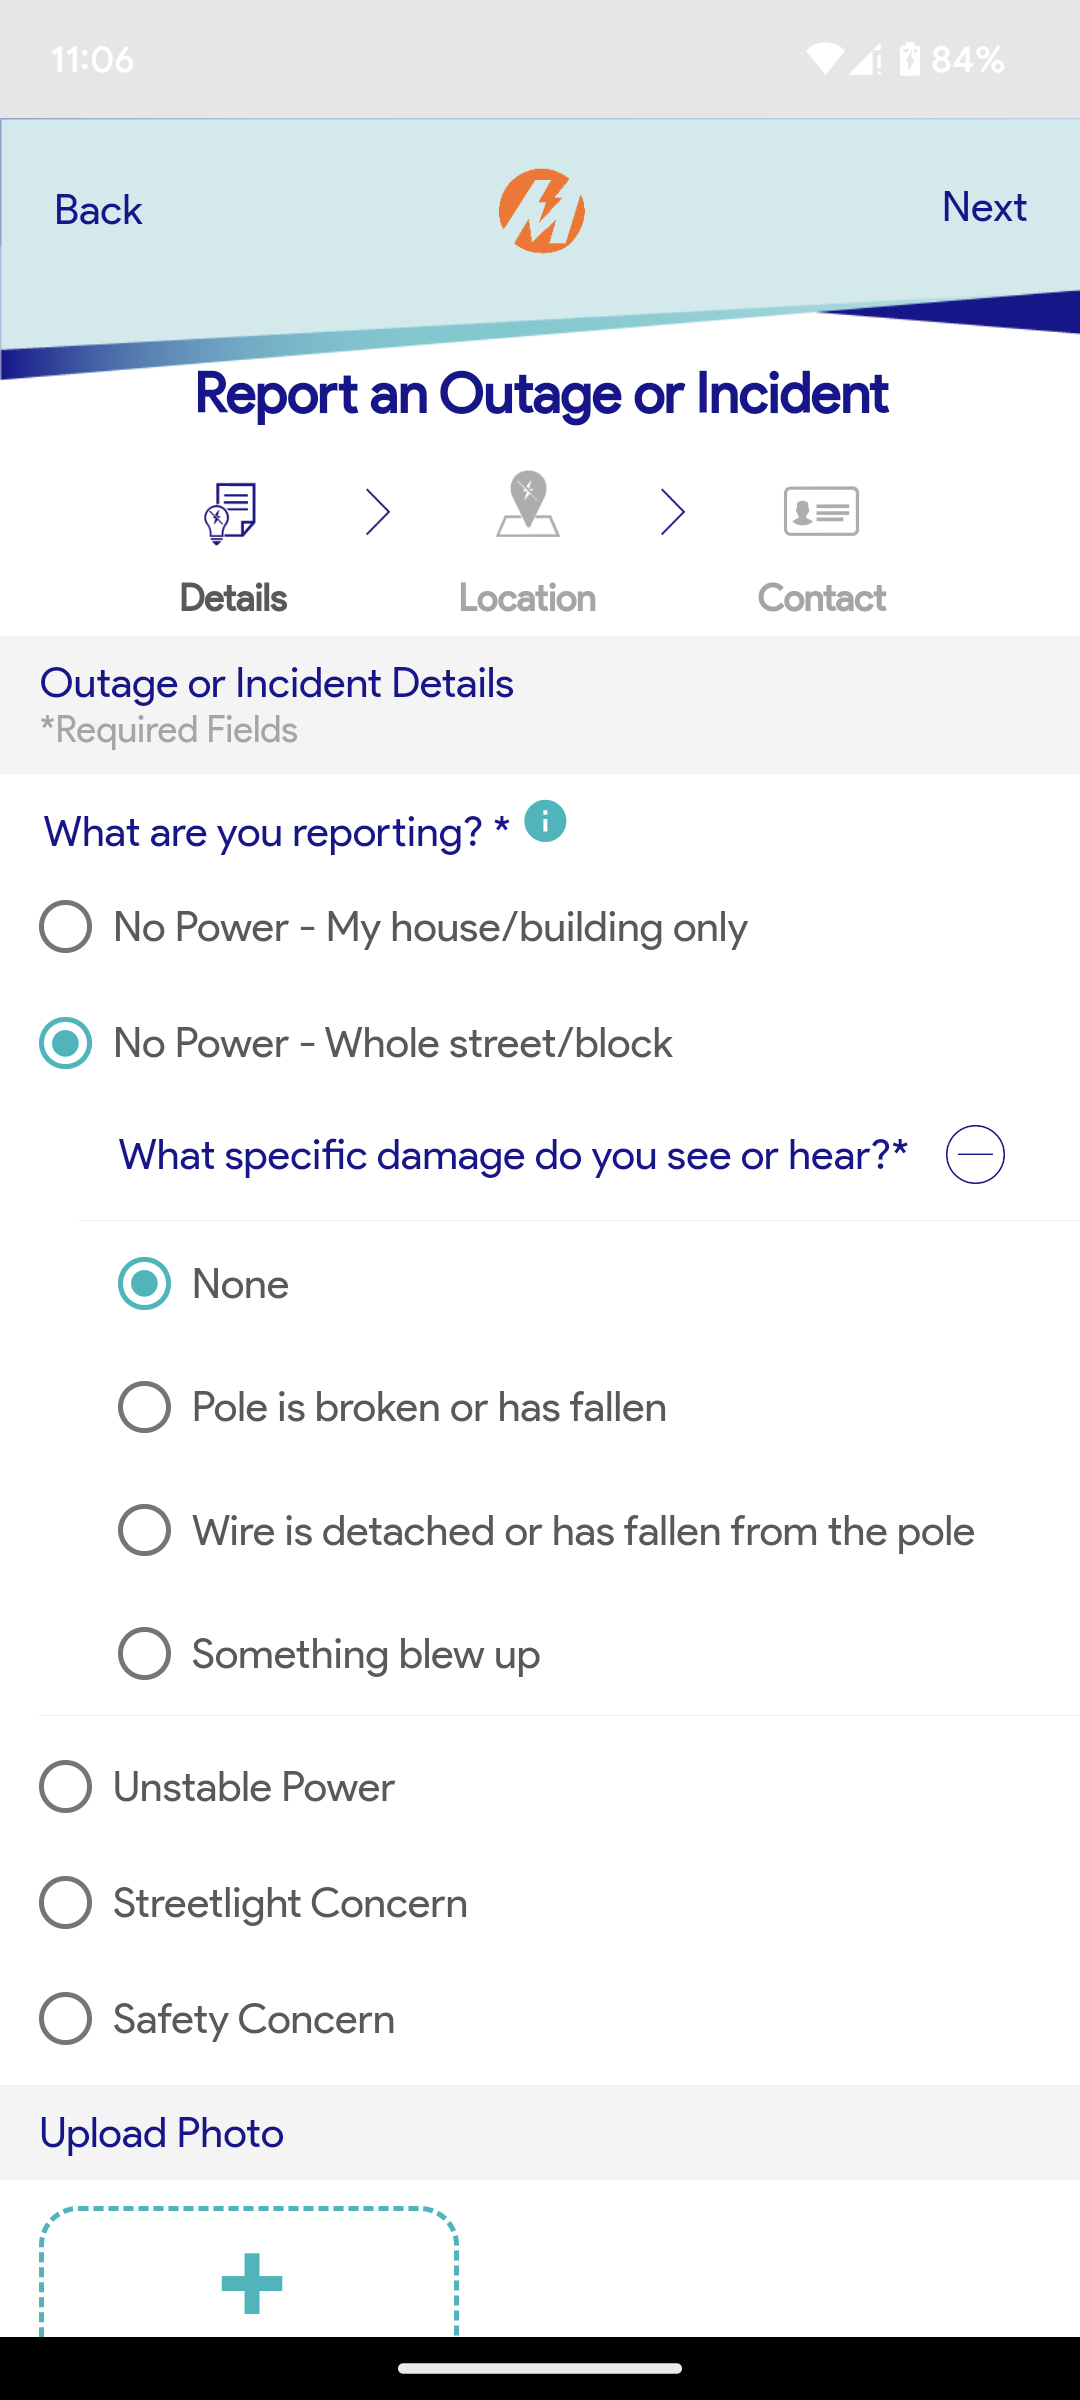 11:06
84%
Back
Next
Report an Outage or Incident
Details
Location
Contact
Outage or Incident Details
*Required Fields
What are you reporting? *
No Power - My house/building only
No Power - Whole street/block
What specific damage do you see or hear?*
None
Pole is broken or has fallen
Wire is detached or has fallen from the pole
Something blew up
Unstable Power
Streetlight Concern
Safety Concern
Upload Photo